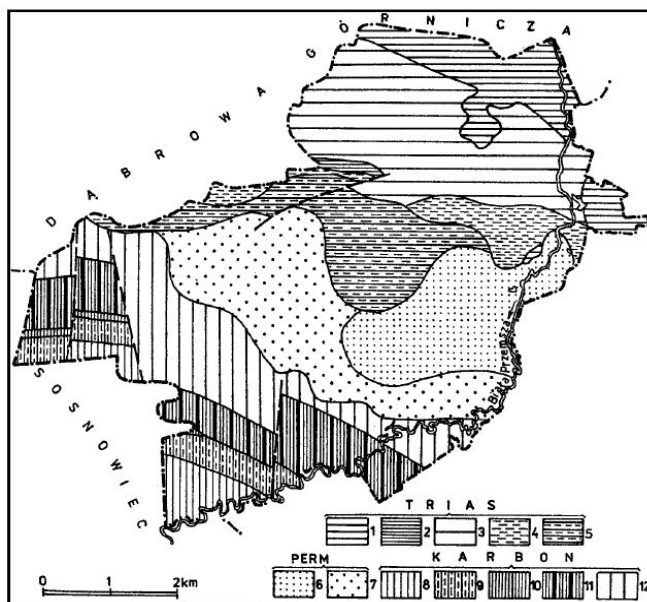 DĄBROWA GÓRNICZA
SOSNOWIEC
Biała Przemsza
TRIAS
1 2 3 4 5
PERM KARBON
6 7 8 9 10 11 12
0 1 2km